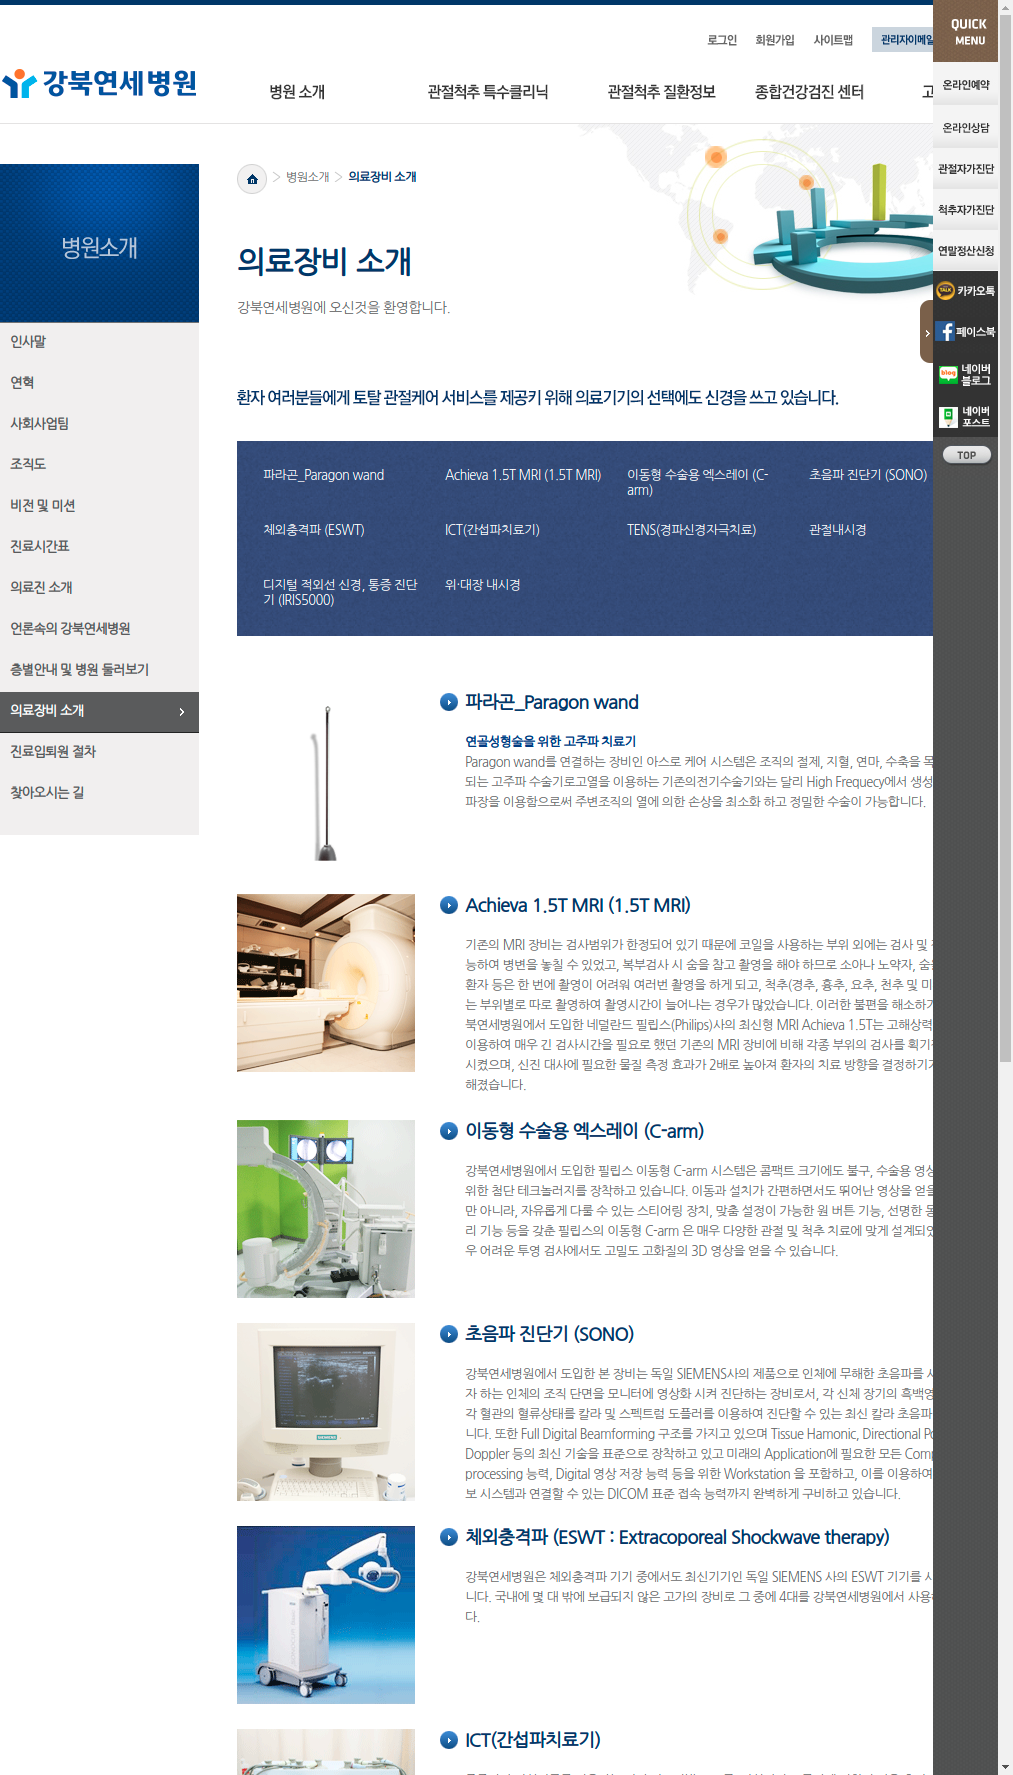 로그인 회원가입 사이트맵 관리자이메일
QUICK
MENU
강북연세병원
병원 소개 관절척추 특수클리닉 관절척추 질환정보 종합건강검진 센터 고
온라인예약
온라인상담
관절자가진단
척추자가진단
연말정산신청
TALK 카카오톡
페이스북
blog 네이버
블로그
네이버
포스트
TOP
병원소개
인사말
연혁
사회사업팀
조직도
비전 및 미션
진료시간표
의료진 소개
언론속의 강북연세병원
층별안내 및 병원 둘러보기
의료장비 소개
진료입퇴원 절차
찾아오시는 길
> 병원소개 > 의료장비 소개
의료장비 소개
강북연세병원에 오신것을 환영합니다.
환자 여러분들에게 토탈 관절케어 서비스를 제공키 위해 의료기기의 선택에도 신경을 쓰고 있습니다.
파라곤_Paragon wand Achieva 1.5T MRI (1.5T MRI) 이동형 수술용 엑스레이 (C-
arm) 초음파 진단기 (SONO)
체외충격파 (ESWT) ICT(간섭파치료기) TENS(경파신경자극치료) 관절내시경
디지털 적외선 신경, 통증 진단
기 (IRIS5000) 위·대장 내시경
파라곤_Paragon wand
연골성형술을 위한 고주파 치료기
Paragon wand를 연결하는 장비인 아스로 케어 시스템은 조직의 절제, 지혈, 연마, 수축을 목
되는 고주파 수술기로고열을 이용하는 기존의전기수술기와는 달리 High Frequecy에서 생성
파장을 이용함으로써 주변조직의 열에 의한 손상을 최소화 하고 정밀한 수술이 가능합니다.
Achieva 1.5T MRI (1.5T MRI)
기존의 MRI 장비는 검사범위가 한정되어 있기 때문에 코일을 사용하는 부위 외에는 검사 및
능하여 병변을 놓칠 수 있었고, 복부검사 시 숨을 참고 촬영을 해야 하므로 소아나 노약자,
환자 등은 한 번에 촬영이 어려워 여러번 촬영을 하게 되고, 척추(경추, 흉추, 요추, 천추 및 미
는 부위별로 따로 촬영하여 촬영시간이 늘어나는 경우가 많았습니다. 이러한 불편을 해소하기
북연세병원에서 도입한 네덜란드 필립스(Philips)사의 최신형 MRI Achieva 1.5T는 고해상력
이용하여 매우 긴 검사시간을 필요로 했던 기존의 MRI 장비에 비해 각종 부위의 검사를 획기
시켰으며, 신진 대사에 필요한 물질 측정 효과가 2배로 높아져 환자의 치료 방향을 결정하기가
해졌습니다.
이동형 수술용 엑스레이 (C-arm)
강북연세병원에서 도입한 필립스 이동형 C-arm 시스템은 콤팩트 크기에도 불구, 수술용 영상
위한 첨단 테크놀러지를 장착하고 있습니다. 이동과 설치가 간편하면서도 뛰어난 영상을 얻을
만 아니라, 자유롭게 다룰 수 있는 스티어링 장치, 맞춤 설정이 가능한 원 버튼 기능, 선명한 동
리 기능 등을 갖춘 필립스의 이동형 C-arm 은 매우 다양한 관절 및 척추 치료에 맞게 설계되었
우 어려운 투영 검사에서도 고밀도 고화질의 3D 영상을 얻을 수 있습니다.
초음파 진단기 (SONO)
강북연세병원에서 도입한 본 장비는 독일 SIEMENS사의 제품으로 인체에 무해한 초음파를 사
자 하는 인체의 조직 단면을 모니터에 영상화 시켜 진단하는 장비로서, 각 신체 장기의 흑백영
각 혈관의 혈류상태를 칼라 및 스펙트럼 도플러를 이용하여 진단할 수 있는 최신 칼라 초음파
니다. 또한 Full Digital Beamforming 구조를 가지고 있으며 Tissue Hamonic, Directional Po
Doppler 등의 최신 기술을 표준으로 장착하고 있고 미래의 Application에 필요한 모든 Comp
processing 능력, Digital 영상 저장 능력 등을 위한 Workstation 을 포함하고, 이를 이용하여
보 시스템과 연결할 수 있는 DICOM 표준 접속 능력까지 완벽하게 구비하고 있습니다.
체외충격파 (ESWT : Extracoporeal Shockwave therapy)
강북연세병원은 체외충격파 기기 중에서도 최신기기인 독일 SIEMENS 사의 ESWT 기기를 사
니다. 국내에 몇 대 밖에 보급되지 않은 고가의 장비로 그 중에 4대를 강북연세병원에서 사용
다.
ICT(간섭파치료기)